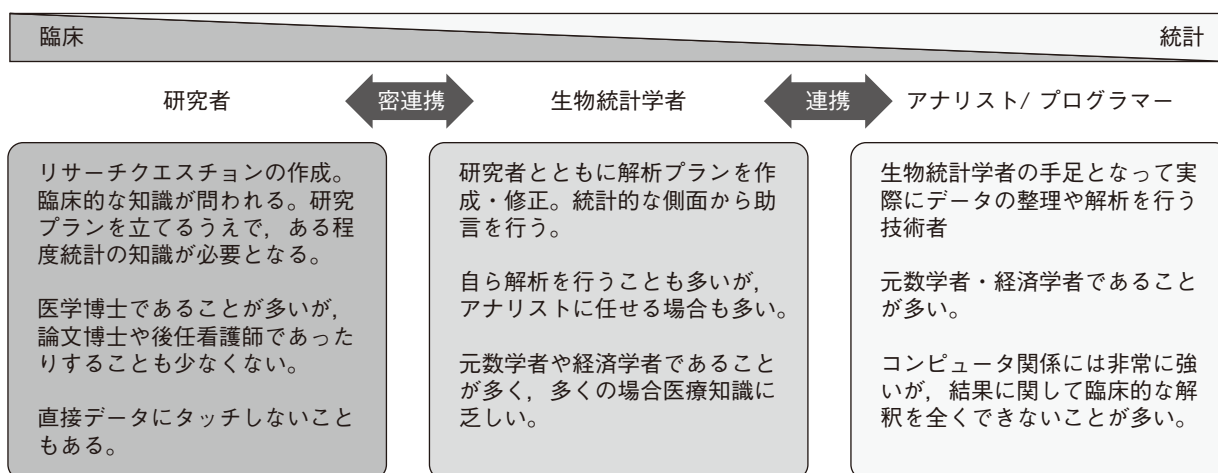 臨床
統計
研究者
密連携
生物統計学者
連携
アナリスト/ プログラマー
リサーチクエスチョンの作成。
臨床的な知識が問われる。研究
プランを立てるうえで，ある程
度統計の知識が必要となる。
医学博士であることが多いが，
論文博士や後任看護師であった
りすることも少なくない。
直接データにタッチしないこと
もある。
研究者とともに解析プランを作
成・修正。統計的な側面から助
言を行う。
自ら解析を行うことも多いが，
アナリストに任せる場合も多い。
元数学者や経済学者であること
が多く，多くの場合医療知識に
乏しい。
生物統計学者の手足となって実
際にデータの整理や解析を行う
技術者
元数学者・経済学者であること
が多い。
コンピュータ関係には非常に強
いが，結果に関して臨床的な解
釈を全くできないことが多い。